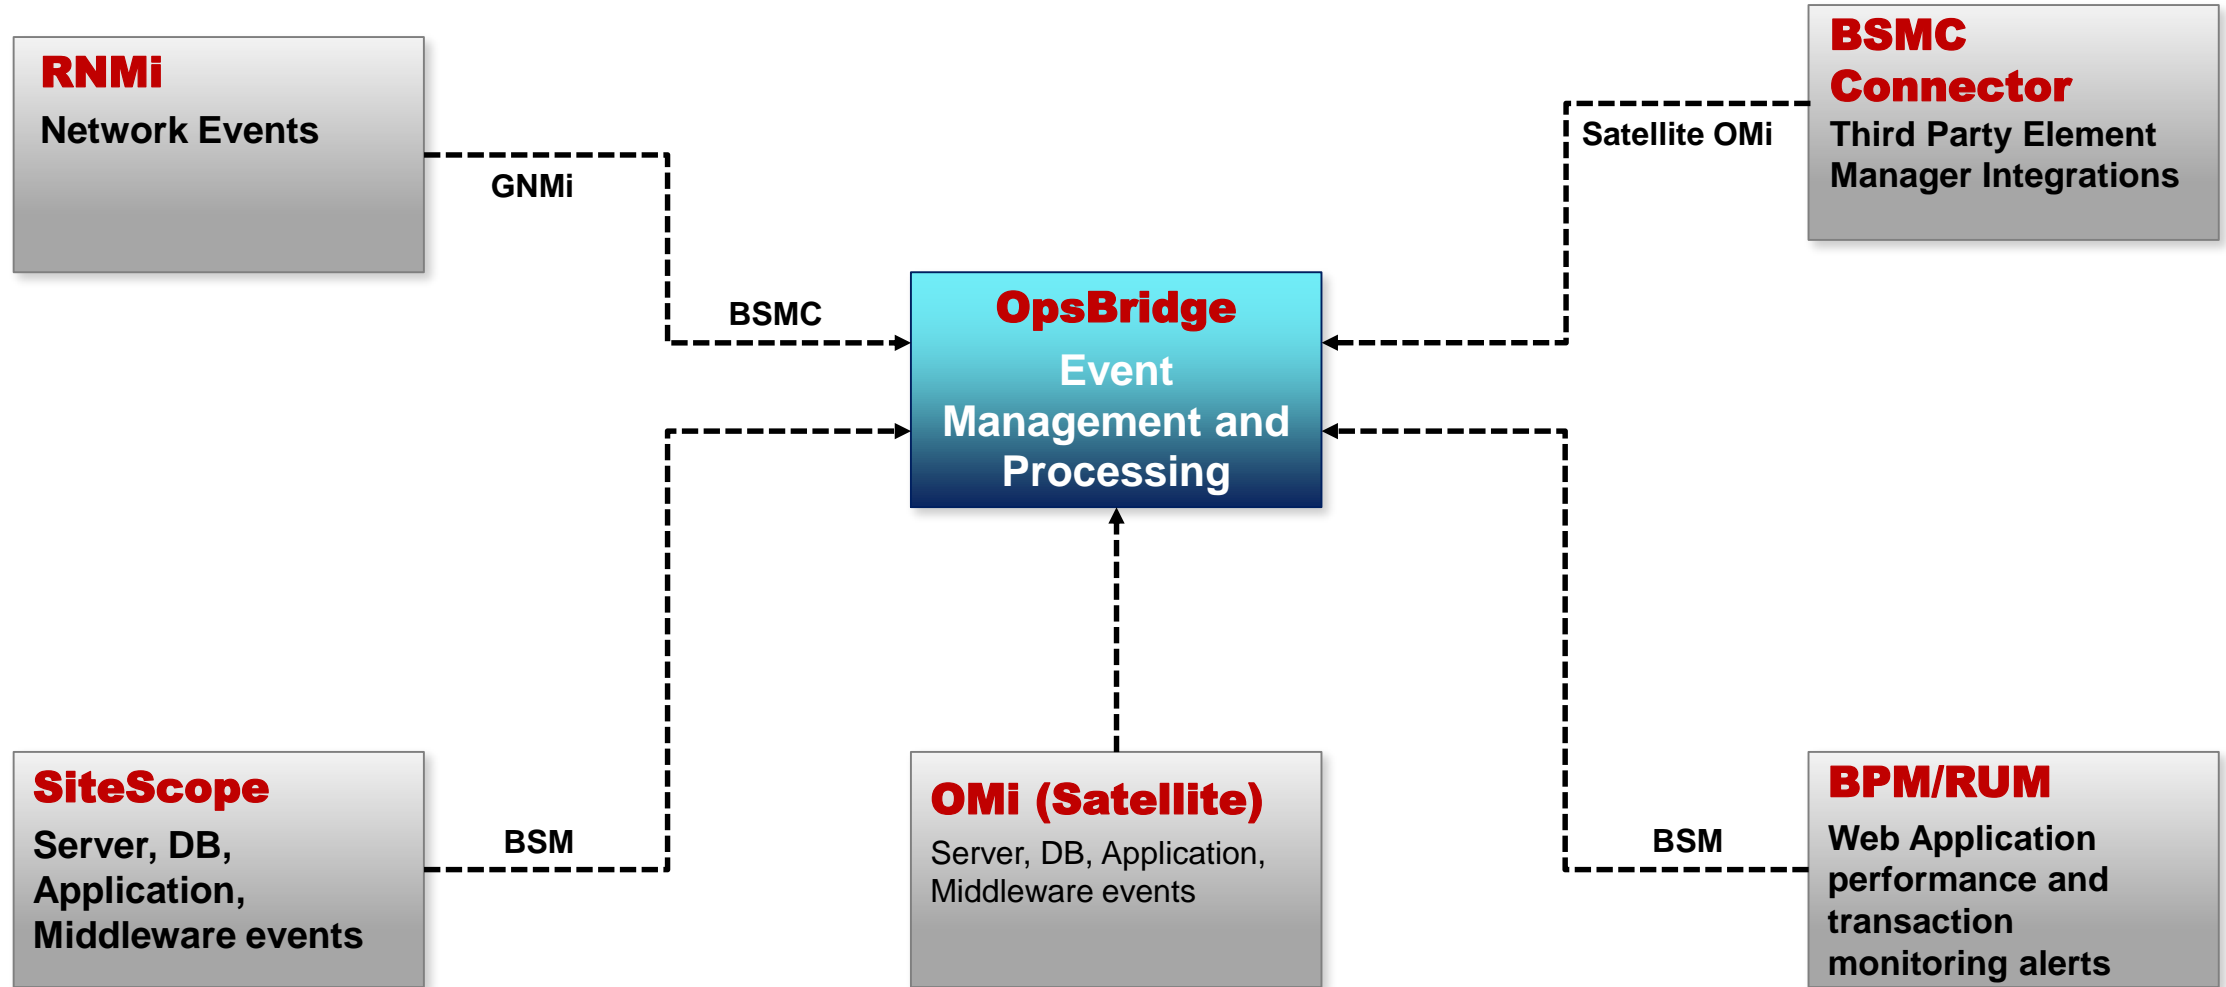 RNMi
Network Events
GNMi
BSMC
BSMC
Connector
Third Party Element
Manager Integrations
Satellite OMi
OpsBridge
Event
Management and
Processing
SiteScope
Server, DB,
Application,
Middleware events
BSM
OMi (Satellite)
Server, DB, Application,
Middleware events
BSM
BPM/RUM
Web Application
performance and
transaction
monitoring alerts